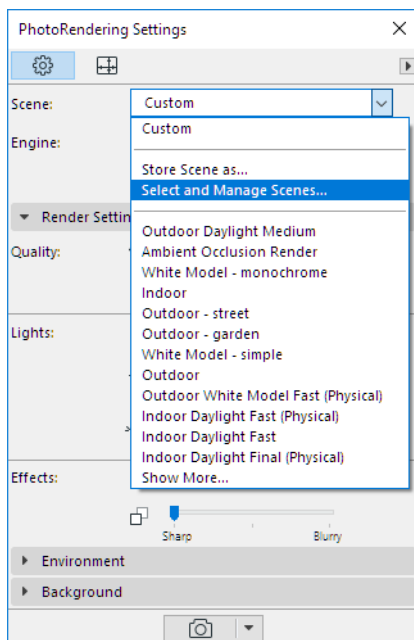 PhotoRendering Settings
Scene:
Custom
Custom
Engine:
Store Scene as...
Select and Manage Scenes...
Render Settin
Outdoor Daylight Medium
Quality:
Ambient Occlusion Render
White Model - monochrome
Indoor
Outdoor - street
Lights:
Outdoor - garden
White Model - simple
Outdoor
Outdoor White Model Fast (Physical)
Indoor Daylight Fast (Physical)
Indoor Daylight Fast
Indoor Daylight Final (Physical)
Effects:
Show More...
Sharp
Blurry
Environment
Background